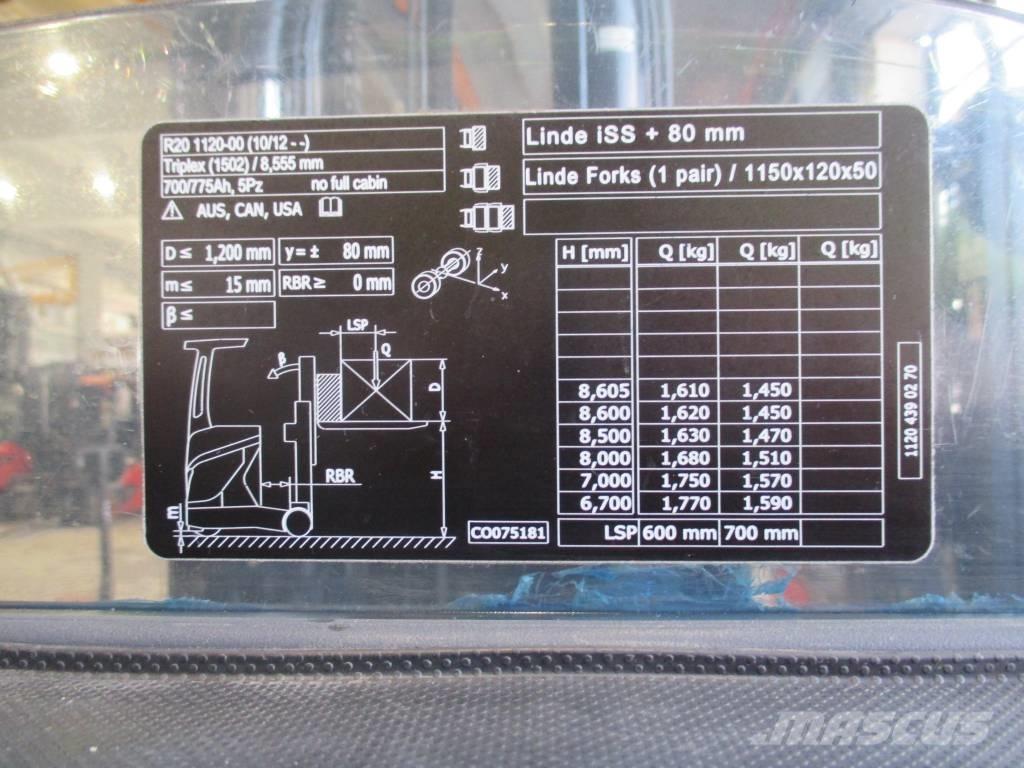 R20 1120-00 (10/12 - -)
Triplex (1502) / 8,555 mm
700/775Ah, 5Pz no full cabin
AUS, CAN, USA
Linde iSS + 80 mm
Linde Forks (1 pair) / 1150x120x50
D ≤ 1,200 mm y = ± 80 mm
m ≤ 15 mm RBR ≥ 0 mm
β ≤
z
y
x
LSP
Q
β
D
H
RBR
m
CO075181
H [mm] Q [kg] Q [kg] Q [kg]
8,605 1,610 1,450
8,600 1,620 1,450
8,500 1,630 1,470
8,000 1,680 1,510
7,000 1,750 1,570
6,700 1,770 1,590
LSP 600 mm 700 mm
1120 439 02 70
MASCUS